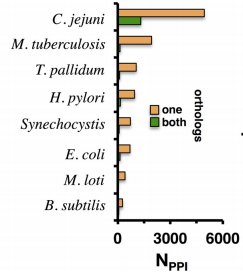 C. jejuni
M. tuberculosis
T. pallidum
H. pylori
Synechocystis
E. coli
M. loti
B. subtilis
one
both
orthologs
0 3000 6000
NPPI